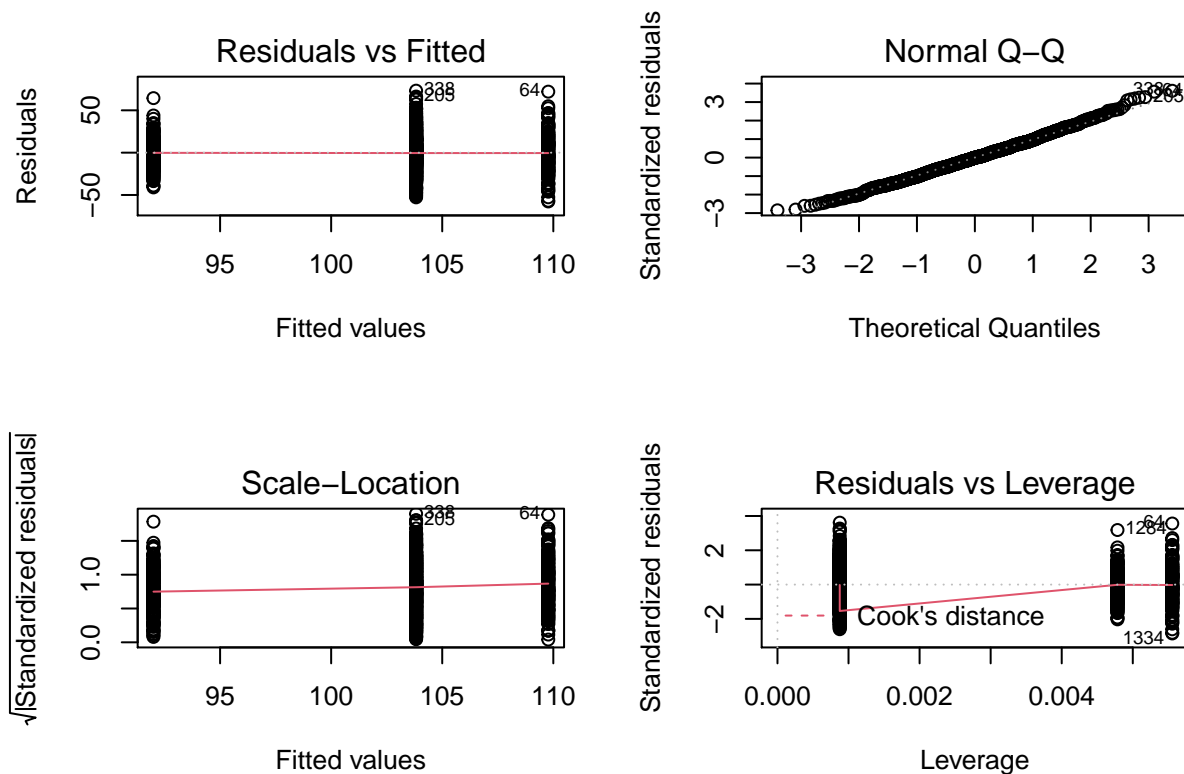 Residuals vs Fitted
Residuals
50
−50
338
205
64
95
100
105
110
Fitted values
Normal Q−Q
Standardized residuals
3
0
−3
205
−3
−2
−1
0
1
2
3
Theoretical Quantiles
Scale−Location
√|Standardized residuals|
1.0
0.0
338
205
64
95
100
105
110
Fitted values
Residuals vs Leverage
Standardized residuals
2
−2
64
1284
1334
Cook's distance
0.000
0.002
0.004
Leverage